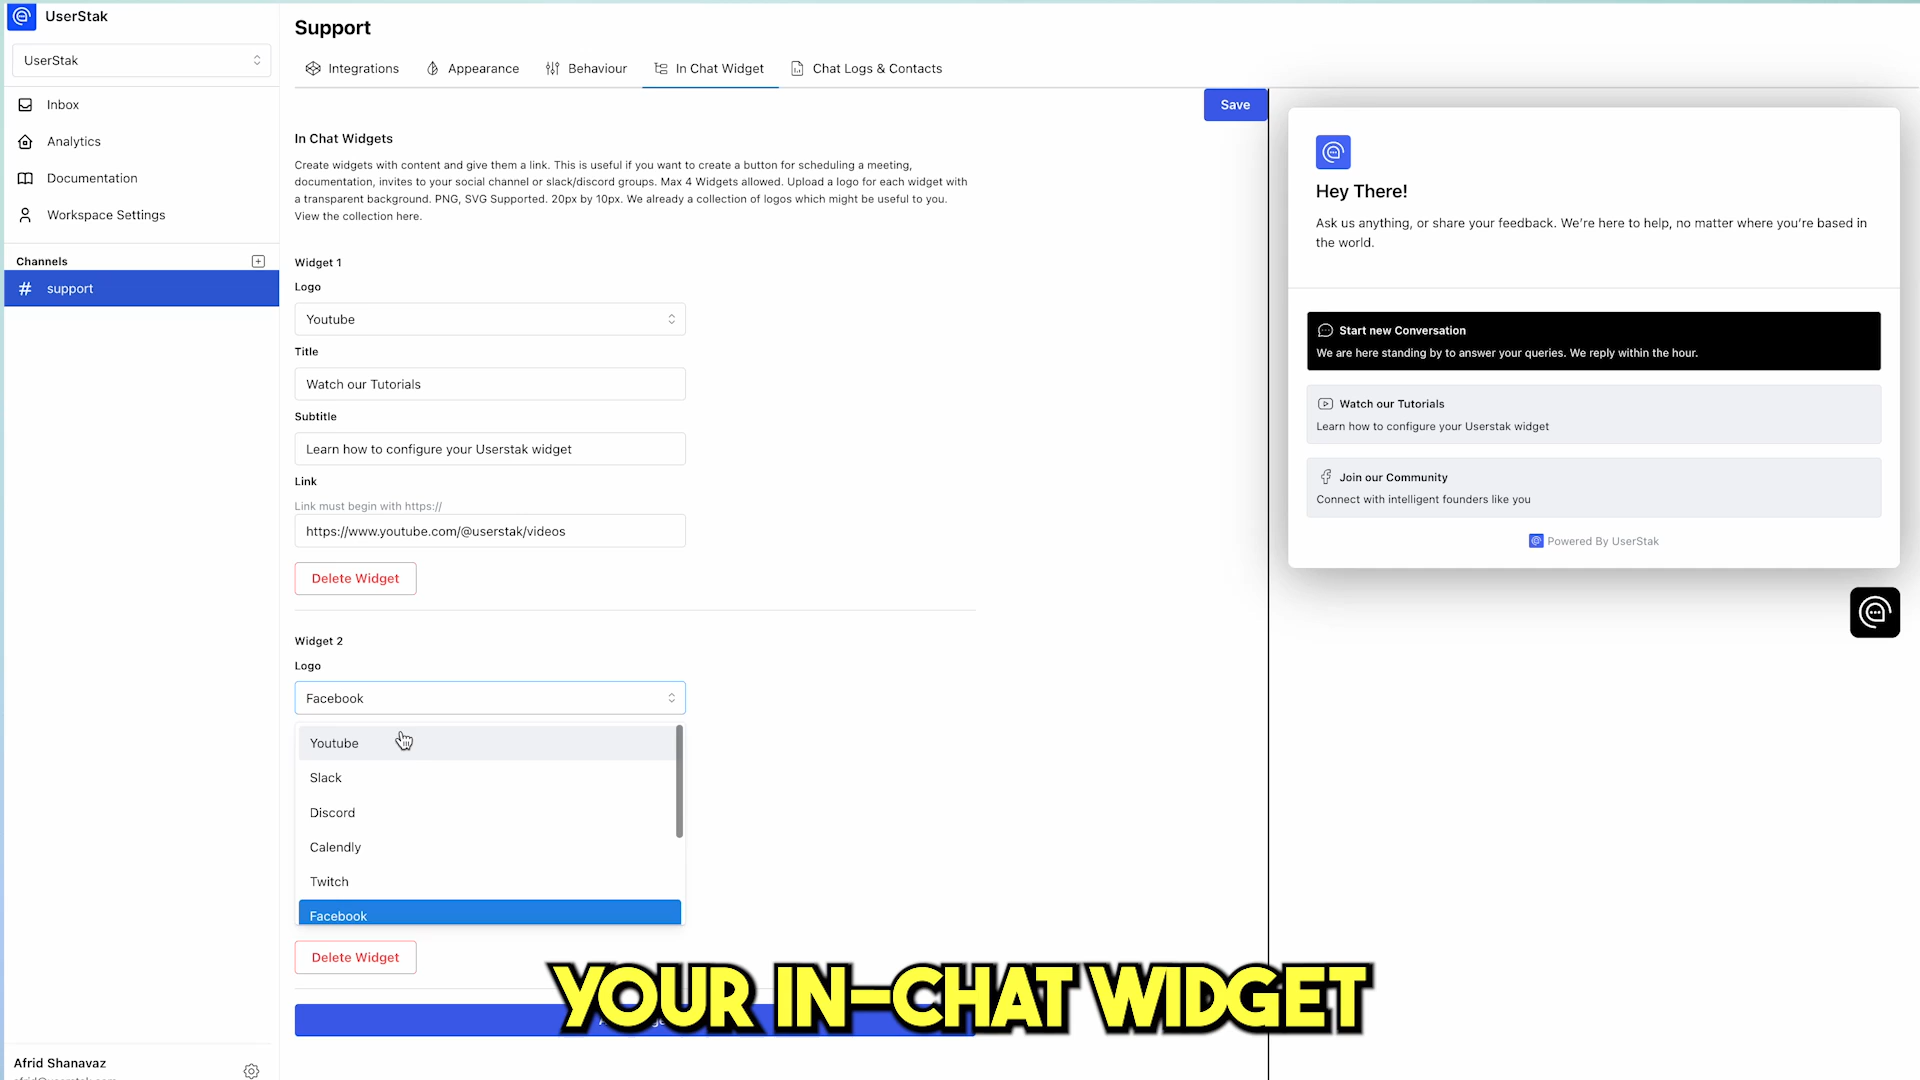 UserStak
UserStak
Inbox
Analytics
Documentation
Workspace Settings
Channels
support
Afrid Shanavaz
Support
Integrations
Appearance
Behaviour
In Chat Widget
Chat Logs & Contacts
Save
In Chat Widgets
Create widgets with content and give them a link. This is useful if you want to create a button for scheduling a meeting,
documentation, invites to your social channel or slack/discord groups. Max 4 Widgets allowed. Upload a logo for each widget with
a transparent background. PNG, SVG Supported. 20px by 10px. We already a collection of logos which might be useful to you.
View the collection here.
Widget 1
Logo
Youtube
Title
Watch our Tutorials
Subtitle
Learn how to configure your Userstak widget
Link
Link must begin with https://
https://www.youtube.com/@userstak/videos
Delete Widget
Widget 2
Logo
Facebook
Youtube
Slack
Discord
Calendly
Twitch
Facebook
Delete Widget
YOUR IN-CHAT WIDGET
Hey There!
Ask us anything, or share your feedback. We're here to help, no matter where you're based in
the world.
Start new Conversation
We are here standing by to answer your queries. We reply within the hour.
Watch our Tutorials
Learn how to configure your Userstak widget
Join our Community
Connect with intelligent founders like you
Powered By UserStak